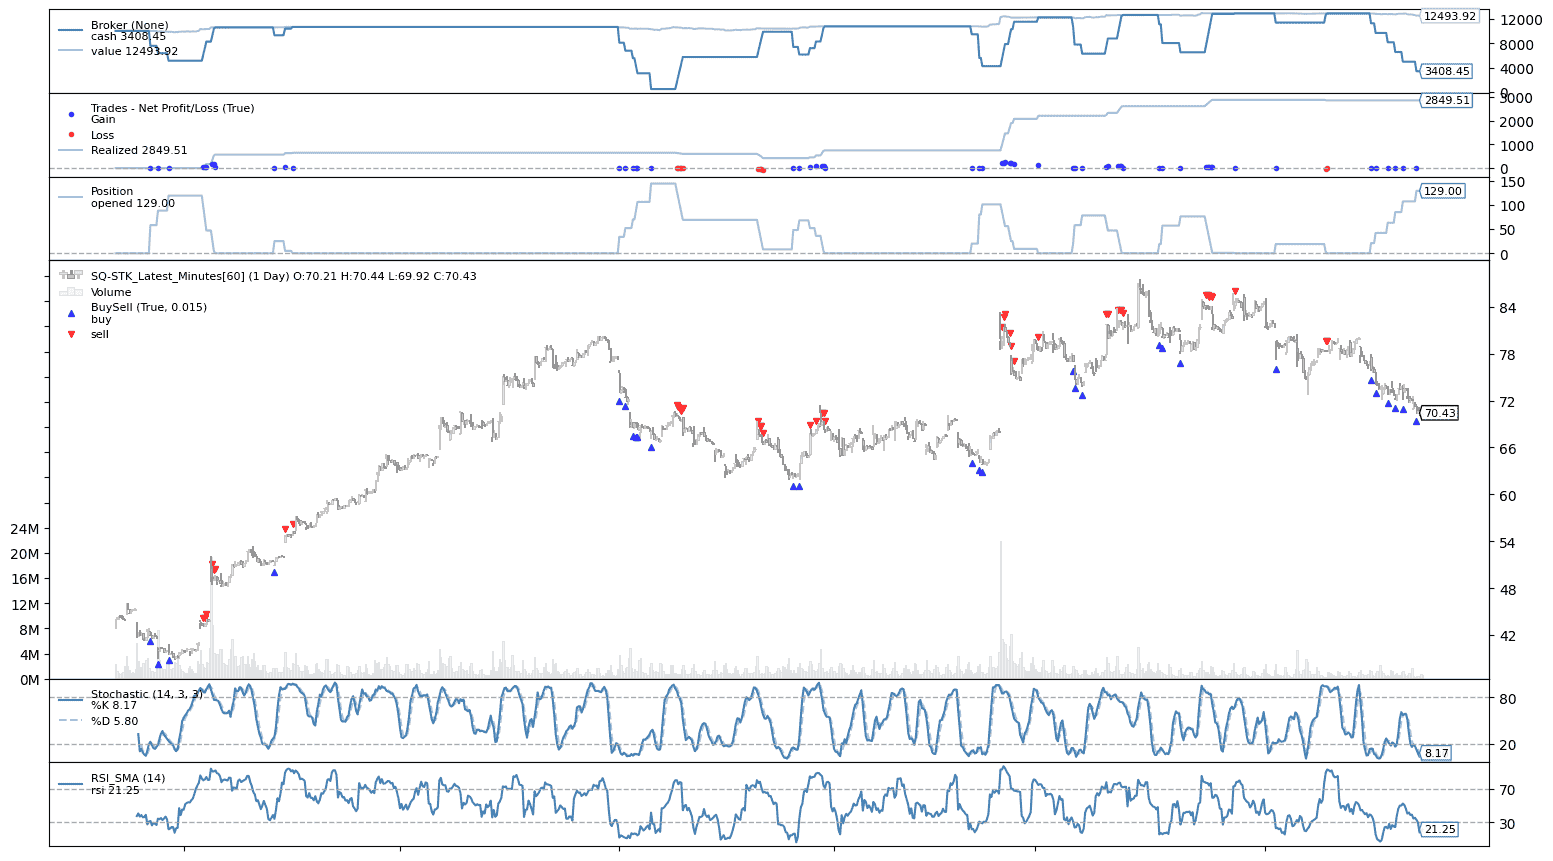 Broker (None)
cash 3408.45
value 12493.92
12493.92
3408.45
12000
8000
4000
0
Trades - Net Profit/Loss (True)
Gain
Loss
Realized 2849.51
2849.51
3000
2000
1000
0
Position
opened 129.00
129.00
150
100
50
0
SQ-STK_Latest_Minutes[60] (1 Day) O:70.21 H:70.44 L:69.92 C:70.43
Volume
BuySell (True, 0.015)
buy
sell
84
78
72
70.43
66
60
54
48
42
24M
20M
16M
12M
8M
4M
0M
Stochastic (14, 3, 3)
%K 8.17
%D 5.80
80
20
8.17
RSI_SMA (14)
rsi 21.25
70
30
21.25